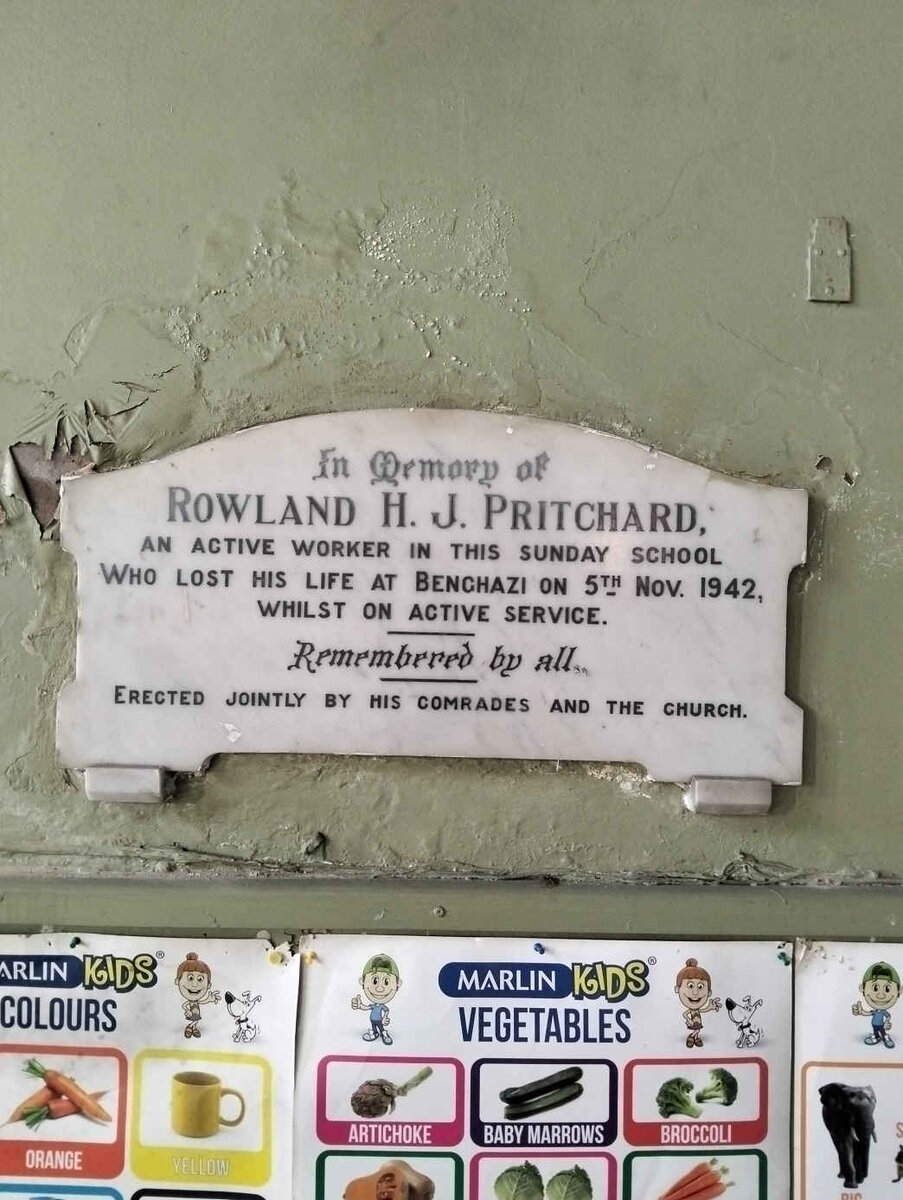 In Memory of
ROWLAND H. J. PRITCHARD,
AN ACTIVE WORKER IN THIS SUNDAY SCHOOL
WHO LOST HIS LIFE AT BENGHAZI ON 5TH NOV. 1942,
WHILST ON ACTIVE SERVICE.
Remembered by all.
ERECTED JOINTLY BY HIS COMRADES AND THE CHURCH.
ARLIN KIDS®
COLOURS
ORANGE
YELLOW
MARLIN KIDS®
VEGETABLES
ARTICHOKE
BABY MARROWS
BROCCOLI
BIG